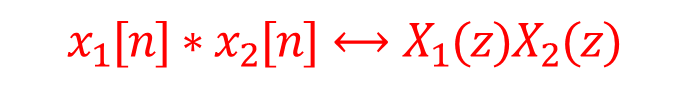 x₁[n] ∗ x₂[n] ⟷ X₁(z)X₂(z)